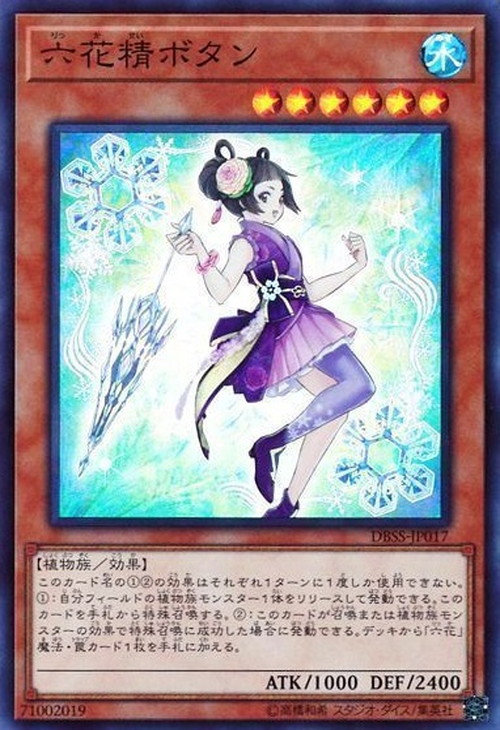 六花精ボタン
水
DBSS-JP017
【植物族／効果】
このカード名の①②の効果はそれぞれ1ターンに1度しか使用できない。
①：自分フィールドの植物族モンスター1体をリリースして発動できる。この
カードを手札から特殊召喚する。②：このカードが召喚または植物族モン
スターの効果で特殊召喚に成功した場合に発動できる。デッキから「六花」
魔法・罠カード1枚を手札に加える。
ATK/1000 DEF/2400
71002019 ©高橋和希 スタジオ・ダイス/集英社